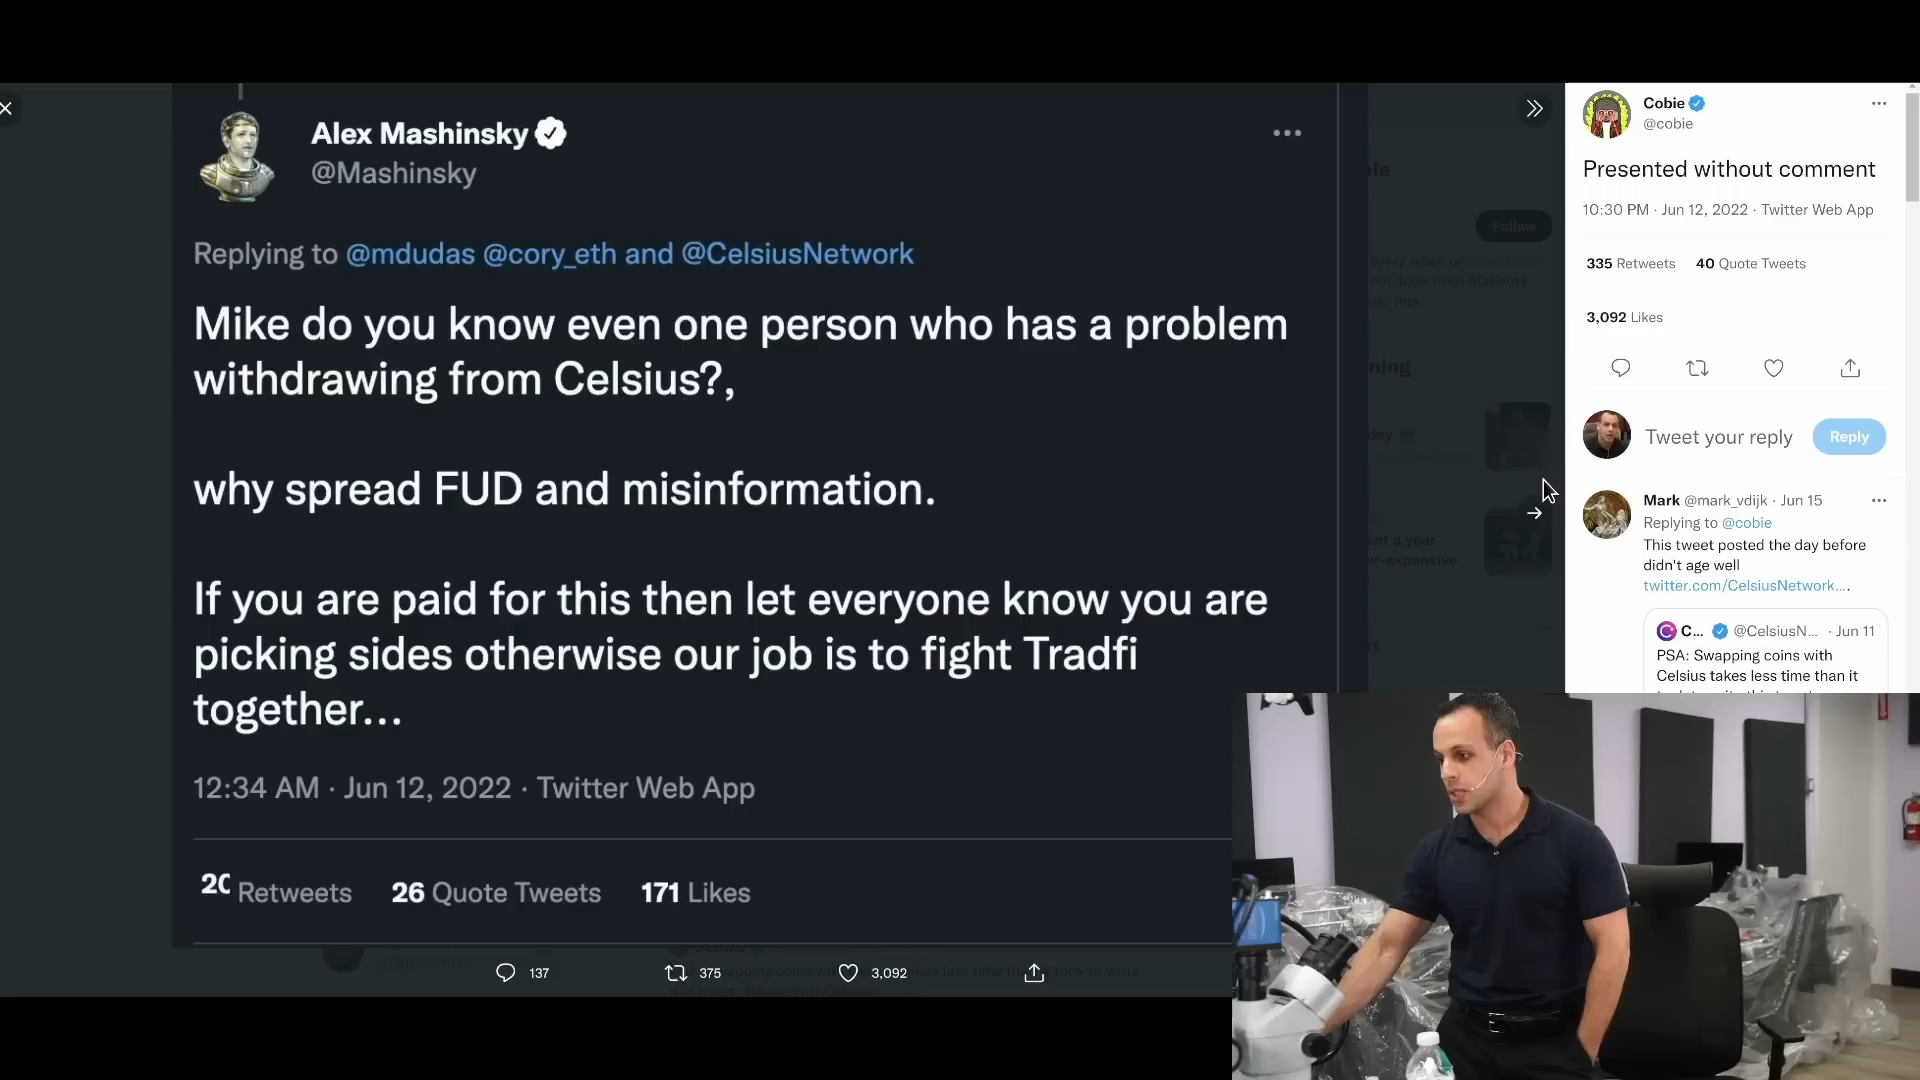 Alex Mashinsky
@Mashinsky
Replying to @mdudas @cory_eth and @CelsiusNetwork
Mike do you know even one person who has a problem
withdrawing from Celsius?,
why spread FUD and misinformation.
If you are paid for this then let everyone know you are
picking sides otherwise our job is to fight Tradfi
together...
12:34 AM · Jun 12, 2022 · Twitter Web App
Retweets 26 Quote Tweets 171 Likes
137 375 3,092
Follow
Cobie
@cobie
Presented without comment
10:30 PM · Jun 12, 2022 · Twitter Web App
335 Retweets 40 Quote Tweets
3,092 Likes
Tweet your reply Reply
Mark @mark_vdijk · Jun 15
Replying to @cobie
This tweet posted the day before
didn't age well
twitter.com/CelsiusNetwork....
C... @CelsiusN... · Jun 11
PSA: Swapping coins with
Celsius takes less time than it